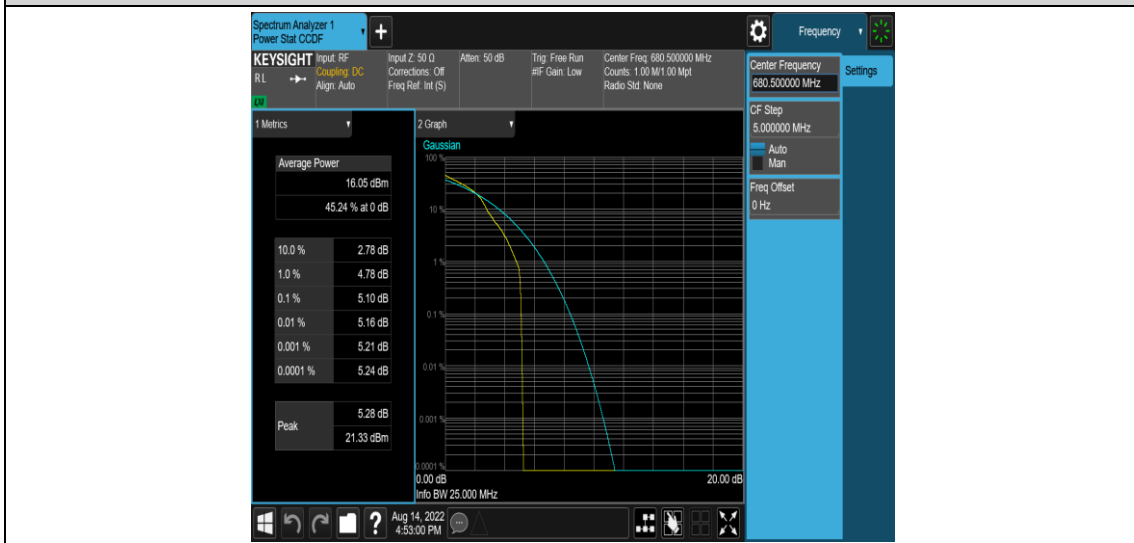 Spectrum Analyzer 1
Power Stat CCDF
Frequency
KEYSIGHT
RL
Input: RF
Coupling: DC
Align: Auto
Input Z: 50 Ω
Corrections: Off
Freq Ref: Int (S)
Atten: 50 dB
Trig: Free Run
#IF Gain: Low
Center Freq: 680.500000 MHz
Counts: 1.00 M/1.00 Mpt
Radio Std: None
Center Frequency
680.500000 MHz
Settings
CF Step
5.000000 MHz
Auto
Man
Freq Offset
0 Hz
1 Metrics
Average Power
16.05 dBm
45.24 % at 0 dB
10.0 % 2.78 dB
1.0 % 4.78 dB
0.1 % 5.10 dB
0.01 % 5.16 dB
0.001 % 5.21 dB
0.0001 % 5.24 dB
Peak
5.28 dB
21.33 dBm
2 Graph
Gaussian
100 %
10 %
1 %
0.1 %
0.01 %
0.001 %
0.0001 %
0.00 dB 20.00 dB
Info BW 25.000 MHz
Aug 14, 2022
4:53:00 PM